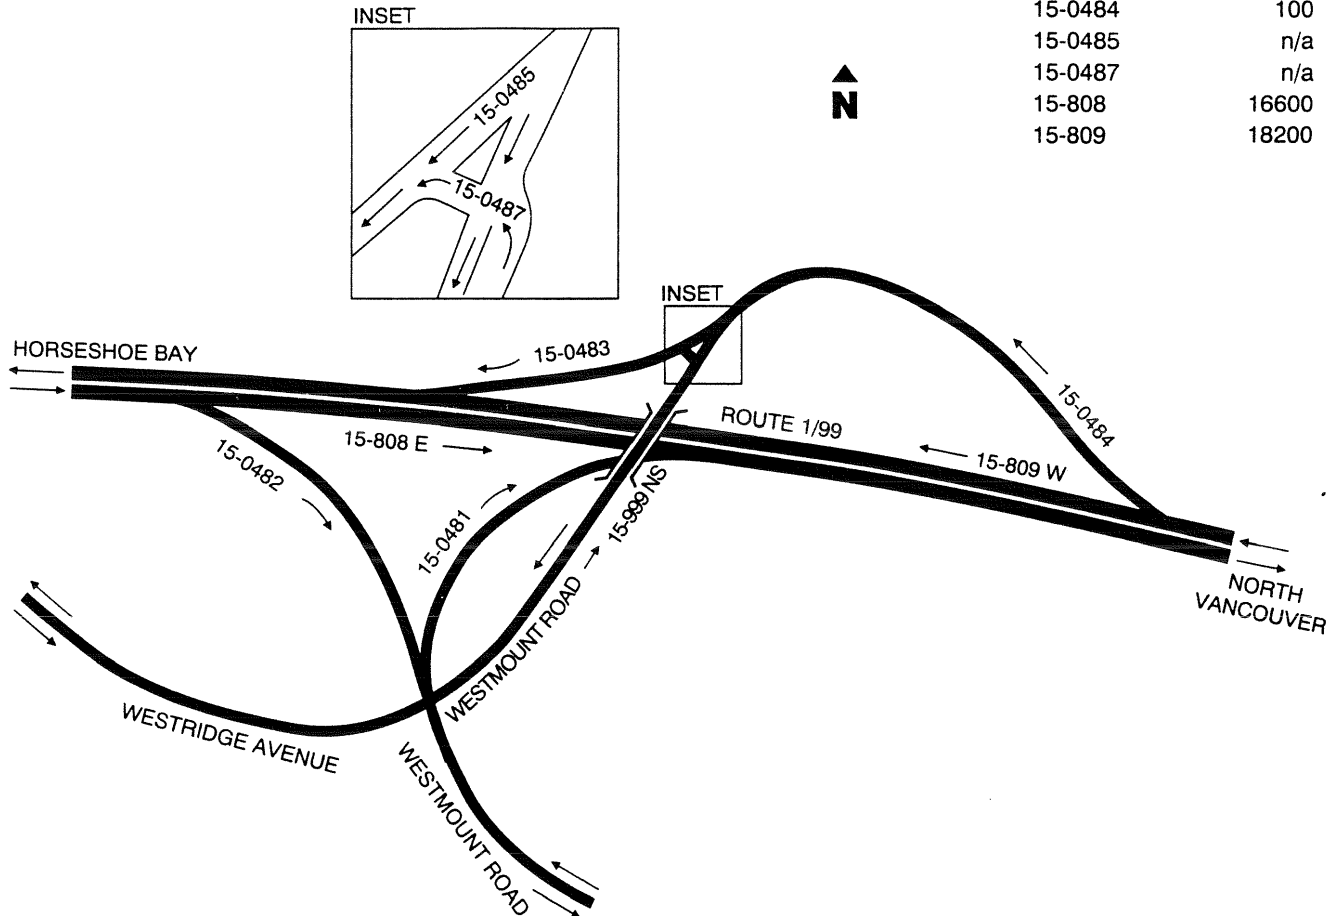 INSET
15-0484 100
15-0485 n/a
15-0487 n/a
15-808 16600
15-809 18200
N
15-0485
15-0487
INSET
HORSESHOE BAY
15-0483
ROUTE 1/99
15-0484
15-808 E
15-809 W
15-0482
15-0481
15-999 NS
NORTH
VANCOUVER
WESTMOUNT ROAD
WESTRIDGE AVENUE
WESTMOUNT ROAD